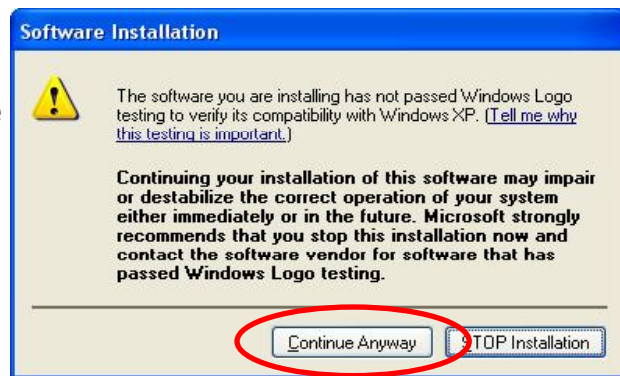 Software Installation
The software you are installing has not passed Windows Logo
testing to verify its compatibility with Windows XP. (Tell me why
this testing is important.)
Continuing your installation of this software may impair
or destabilize the correct operation of your system
either immediately or in the future. Microsoft strongly
recommends that you stop this installation now and
contact the software vendor for software that has
passed Windows Logo testing.
Continue Anyway
STOP Installation